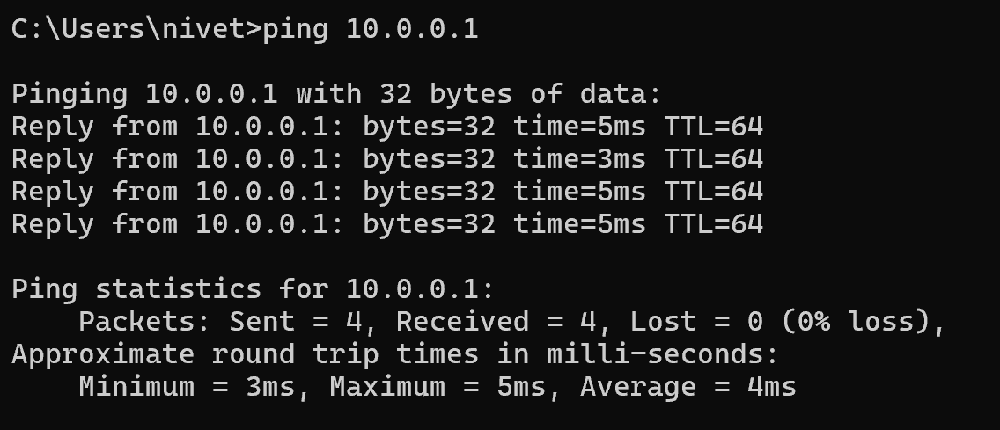 C:\Users\nivet>ping 10.0.0.1
Pinging 10.0.0.1 with 32 bytes of data:
Reply from 10.0.0.1: bytes=32 time=5ms TTL=64
Reply from 10.0.0.1: bytes=32 time=3ms TTL=64
Reply from 10.0.0.1: bytes=32 time=5ms TTL=64
Reply from 10.0.0.1: bytes=32 time=5ms TTL=64
Ping statistics for 10.0.0.1:
    Packets: Sent = 4, Received = 4, Lost = 0 (0% loss),
Approximate round trip times in milli-seconds:
    Minimum = 3ms, Maximum = 5ms, Average = 4ms